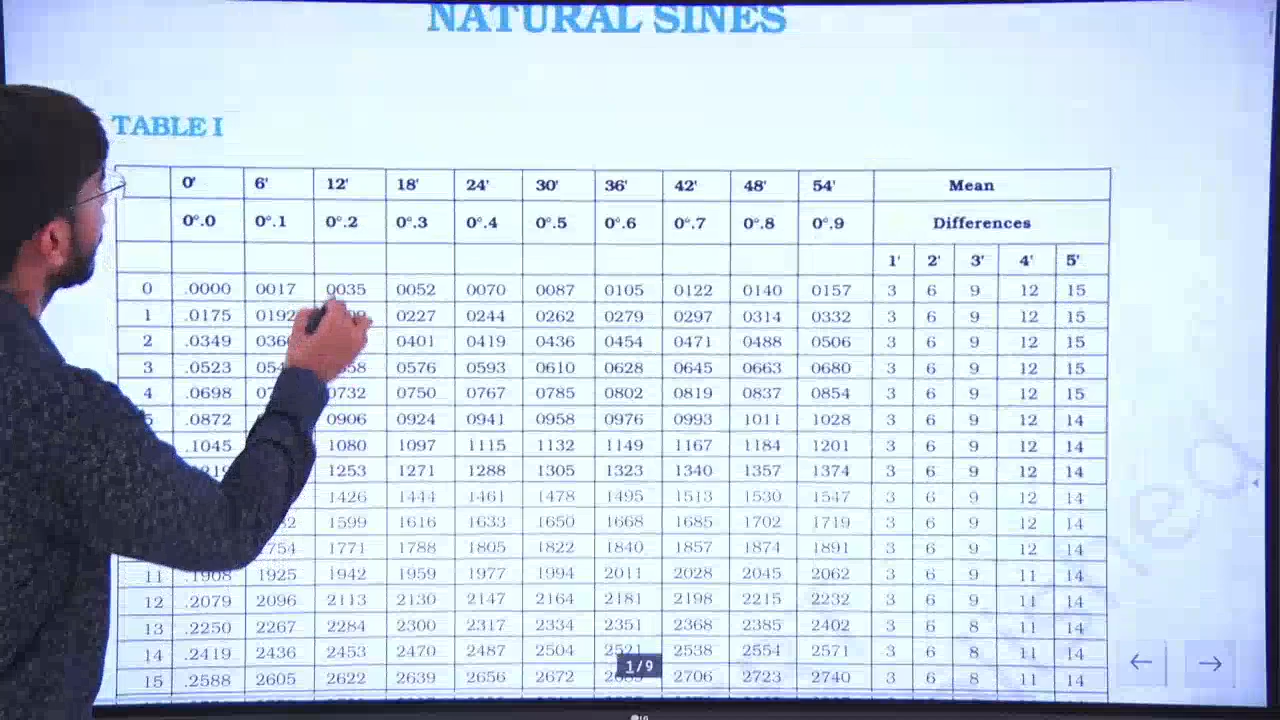 NATURAL SINES
TABLE I
0' 6' 12' 18' 24' 30' 36' 42' 48' 54' Mean
0°.0 0°.1 0°.2 0°.3 0°.4 0°.5 0°.6 0°.7 0°.8 0°.9 Differences
1' 2' 3' 4' 5'
0 .0000 0017 0035 0052 0070 0087 0105 0122 0140 0157 3 6 9 12 15
1 .0175 0192 0227 0244 0262 0279 0297 0314 0332 3 6 9 12 15
2 .0349 0401 0419 0436 0454 0471 0488 0506 3 6 9 12 15
3 .0523 0576 0593 0610 0628 0645 0663 0680 3 6 9 12 15
4 .0698 0732 0750 0767 0785 0802 0819 0837 0854 3 6 9 12 15
5 .0872 0906 0924 0941 0958 0976 0993 1011 1028 3 6 9 12 14
.1045 1080 1097 1115 1132 1149 1167 1184 1201 3 6 9 12 14
1253 1271 1288 1305 1323 1340 1357 1374 3 6 9 12 14
1426 1444 1461 1478 1495 1513 1530 1547 3 6 9 12 14
1599 1616 1633 1650 1668 1685 1702 1719 3 6 9 12 14
1754 1771 1788 1805 1822 1840 1857 1874 1891 3 6 9 12 14
11 .1908 1925 1942 1959 1977 1994 2011 2028 2045 2062 3 6 9 11 14
12 .2079 2096 2113 2130 2147 2164 2181 2198 2215 2232 3 6 9 11 14
13 .2250 2267 2284 2300 2317 2334 2351 2368 2385 2402 3 6 8 11 14
14 .2419 2436 2453 2470 2487 2504 2521 2538 2554 2571 3 6 8 11 14
15 .2588 2605 2622 2639 2656 2672 2706 2723 2740 3 6 8 11 14
1/9